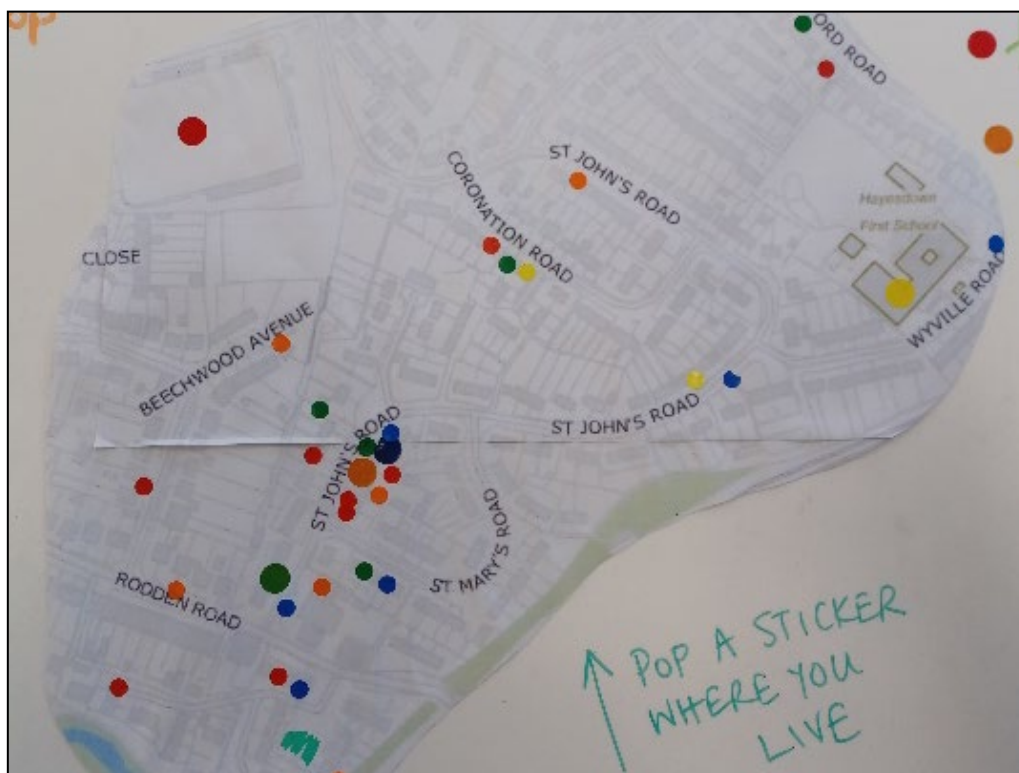 op
ORD ROAD
ST JOHN'S ROAD
CORONATION ROAD
Hayesdown
First School
CLOSE
WYVILLE ROAD
BEECHWOOD AVENUE
ST JOHN'S ROAD
ST JOHN'S ROAD
ST MARY'S ROAD
RODDEN ROAD
POP A STICKER
WHERE YOU
LIVE